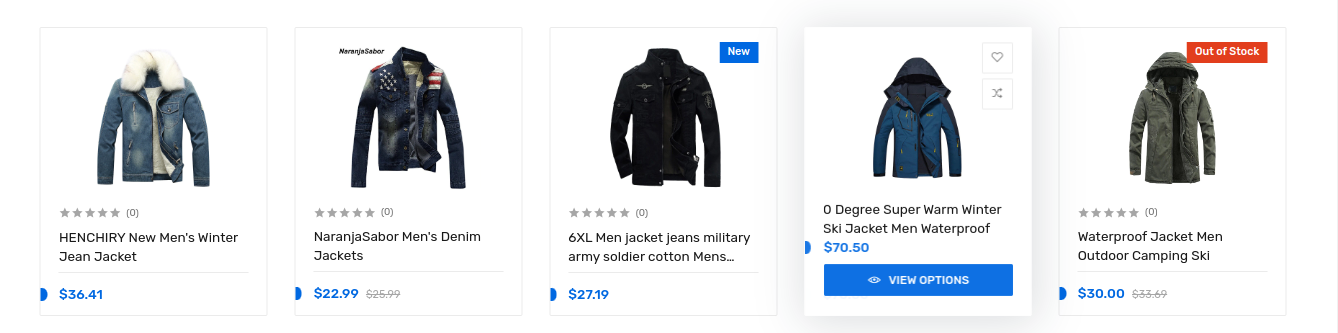 (0)
HENCHIRY New Men's Winter
Jean Jacket
$36.41
NaranjaSabor
(0)
NaranjaSabor Men's Denim
Jackets
$22.99 $25.99
New
(0)
6XL Men jacket jeans military
army soldier cotton Mens...
$27.19
0 Degree Super Warm Winter
Ski Jacket Men Waterproof
$70.50
VIEW OPTIONS
Out of Stock
(0)
Waterproof Jacket Men
Outdoor Camping Ski
$30.00 $33.69